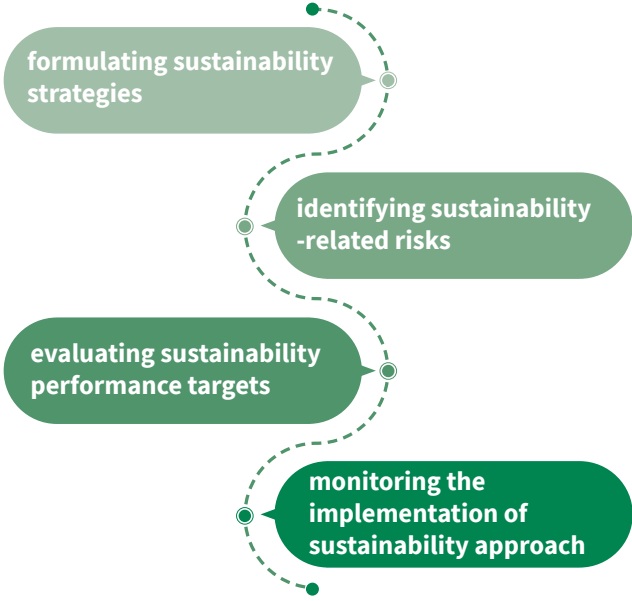 formulating sustainability
strategies
identifying sustainability
-related risks
evaluating sustainability
performance targets
monitoring the
implementation of
sustainability approach